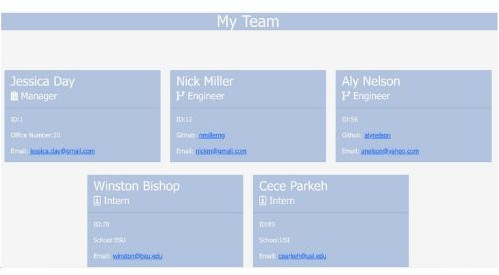 My Team
Jessica Day
Manager
ID:1
Office Number:20
Email: jessica.day@gmail.com
Nick Miller
Engineer
ID:12
Github: nmillerng
Email: nickm@gmail.com
Aly Nelson
Engineer
ID:56
Github: alynelson
Email: anelson@yahoo.com
Winston Bishop
Intern
ID:78
School:BSU
Email: winston@bsu.edu
Cece Parkeh
Intern
ID:89
School:USI
Email: cparkeh@usi.edu